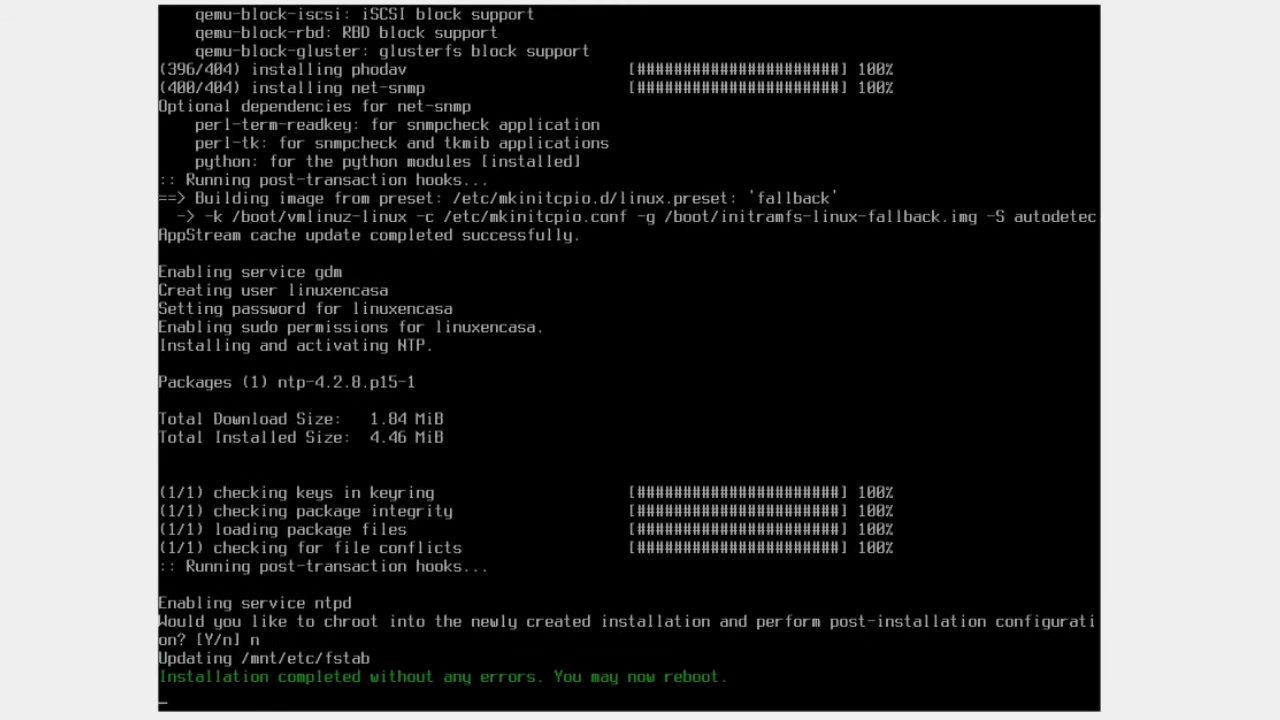 qemu-block-iscsi: iSCSI block support
qemu-block-rbd: RBD block support
qemu-block-gluster: glusterfs block support
(396/404) installing phodav [######################] 100%
(400/404) installing net-snmp [######################] 100%
Optional dependencies for net-snmp
perl-term-readkey: for snmpcheck application
perl-tk: for snmpcheck and tkmib applications
python: for the python modules [installed]
:: Running post-transaction hooks...
==> Building image from preset: /etc/mkinitcpio.d/linux.preset: 'fallback'
-> -k /boot/vmlinuz-linux -c /etc/mkinitcpio.conf -g /boot/initramfs-linux-fallback.img -S autodetec
AppStream cache update completed successfully.
Enabling service gdm
Creating user linuxencasa
Setting password for linuxencasa
Enabling sudo permissions for linuxencasa.
Installing and activating NTP.
Packages (1) ntp-4.2.8.p15-1
Total Download Size: 1.84 MiB
Total Installed Size: 4.46 MiB
(1/1) checking keys in keyring [######################] 100%
(1/1) checking package integrity [######################] 100%
(1/1) loading package files [######################] 100%
(1/1) checking for file conflicts [######################] 100%
:: Running post-transaction hooks...
Enabling service ntpd
Would you like to chroot into the newly created installation and perform post-installation configurati
on? [Y/n] n
Updating /mnt/etc/fstab
Installation completed without any errors. You may now reboot.